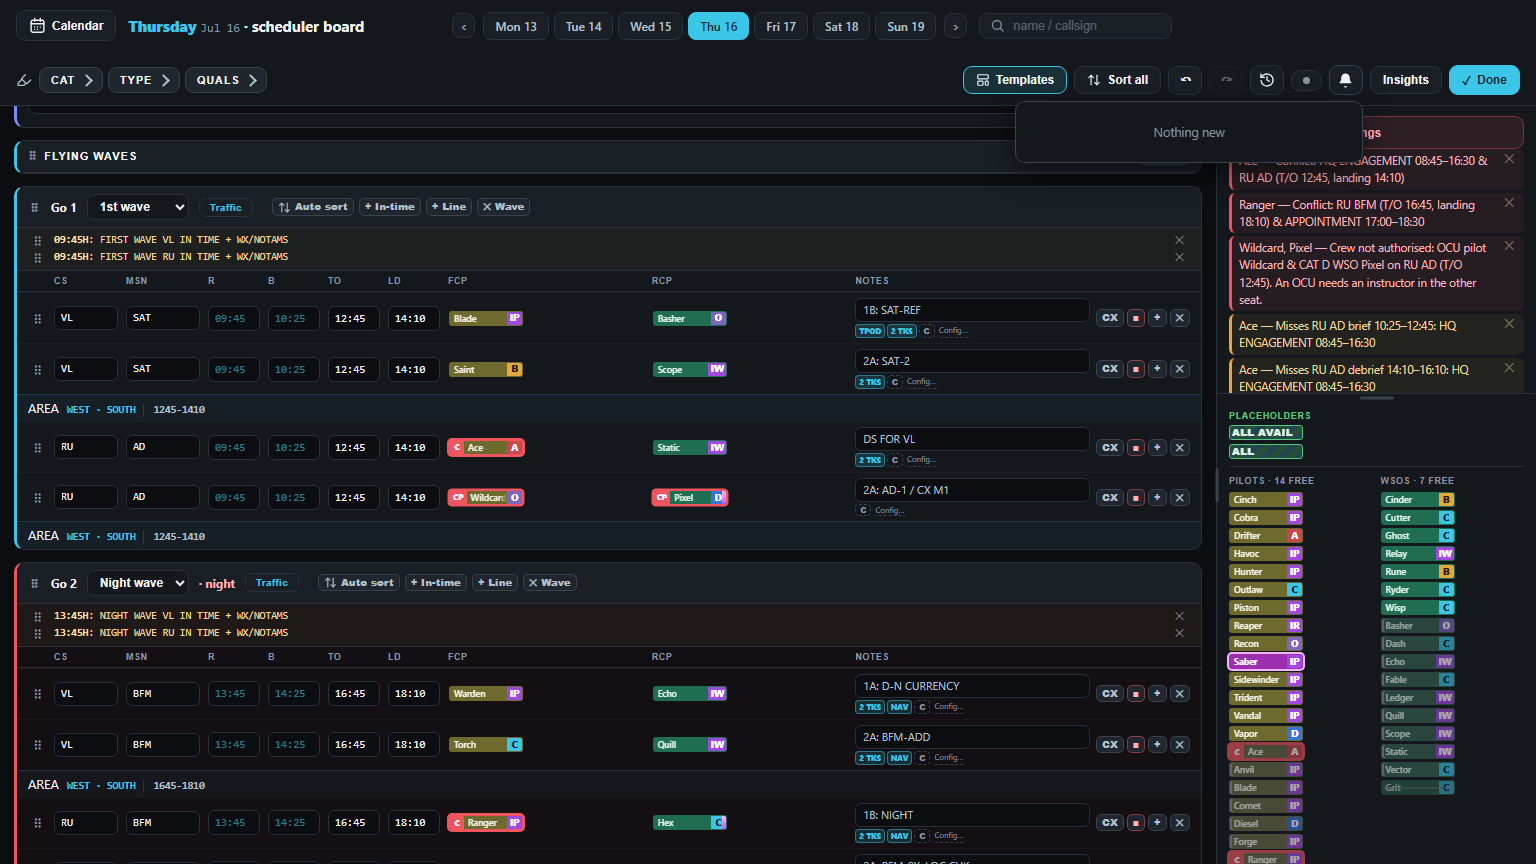 Calendar
Thursday Jul 16 · scheduler board
‹ Mon 13 Tue 14 Wed 15 Thu 16 Fri 17 Sat 18 Sun 19 ›
name / callsign
CAT TYPE QUALS
Templates Sort all Insights ✓ Done
Nothing new
FLYING WAVES
Go 1 1st wave Traffic Auto sort + In-time + Line X Wave
09:45H: FIRST WAVE VL IN TIME + WX/NOTAMS
09:45H: FIRST WAVE RU IN TIME + WX/NOTAMS
CS MSN R B TO LD FCP RCP NOTES
VL SAT 09:45 10:25 12:45 14:10 Blade IP Basher O 1B: SAT-REF CX + X
TPOD 2 TKS C Config...
VL SAT 09:45 10:25 12:45 14:10 Saint B Scope IW 2A: SAT-2 CX + X
2 TKS C Config...
AREA WEST · SOUTH 1245-1410
RU AD 09:45 10:25 12:45 14:10 C Ace A Static IW DS FOR VL CX + X
2 TKS C Config...
RU AD 09:45 10:25 12:45 14:10 CP Wildcard O CP Pixel D 2A: AD-1 / CX M1 CX + X
C Config...
AREA WEST · SOUTH 1245-1410
Go 2 Night wave · night Traffic Auto sort + In-time + Line X Wave
13:45H: NIGHT WAVE VL IN TIME + WX/NOTAMS
13:45H: NIGHT WAVE RU IN TIME + WX/NOTAMS
CS MSN R B TO LD FCP RCP NOTES
VL BFM 13:45 14:25 16:45 18:10 Warden IP Echo IW 1A: D-N CURRENCY CX + X
2 TKS NAV C Config...
VL BFM 13:45 14:25 16:45 18:10 Torch C Quill IW 2A: BFM-ADD CX + X
2 TKS NAV C Config...
AREA WEST · SOUTH 1645-1810
RU BFM 13:45 14:25 16:45 18:10 C Ranger IP Hex C 1B: NIGHT CX + X
2 TKS NAV C Config...
ENGAGEMENT 08:45–16:30 &
RU AD (T/O 12:45, landing 14:10)
Ranger — Conflict: RU BFM (T/O 16:45, landing
18:10) & APPOINTMENT 17:00–18:30
Wildcard, Pixel — Crew not authorised: OCU pilot
Wildcard & CAT D WSO Pixel on RU AD (T/O
12:45). An OCU needs an instructor in the other
seat.
Ace — Misses RU AD brief 10:25–12:45: HQ
ENGAGEMENT 08:45–16:30
Ace — Misses RU AD debrief 14:10–16:10: HQ
ENGAGEMENT 08:45–16:30
PLACEHOLDERS
ALL AVAIL
ALL
PILOTS · 14 FREE WSOS · 7 FREE
Cinch IP Cinder B
Cobra IP Cutter C
Drifter A Ghost C
Havoc IP Relay IW
Hunter IP Rune B
Outlaw C Ryder C
Piston IP Wisp C
Reaper IR Basher O
Recon O Dash C
Saber IP Echo IW
Sidewinder IP Fable C
Trident IP Ledger IW
Vandal IP Quill IW
Vapor D Scope IW
C Ace A Static IW
Anvil IP Vector C
Blade IP Grit C
Comet IP
Diesel D
Forge IP
C Ranger IP